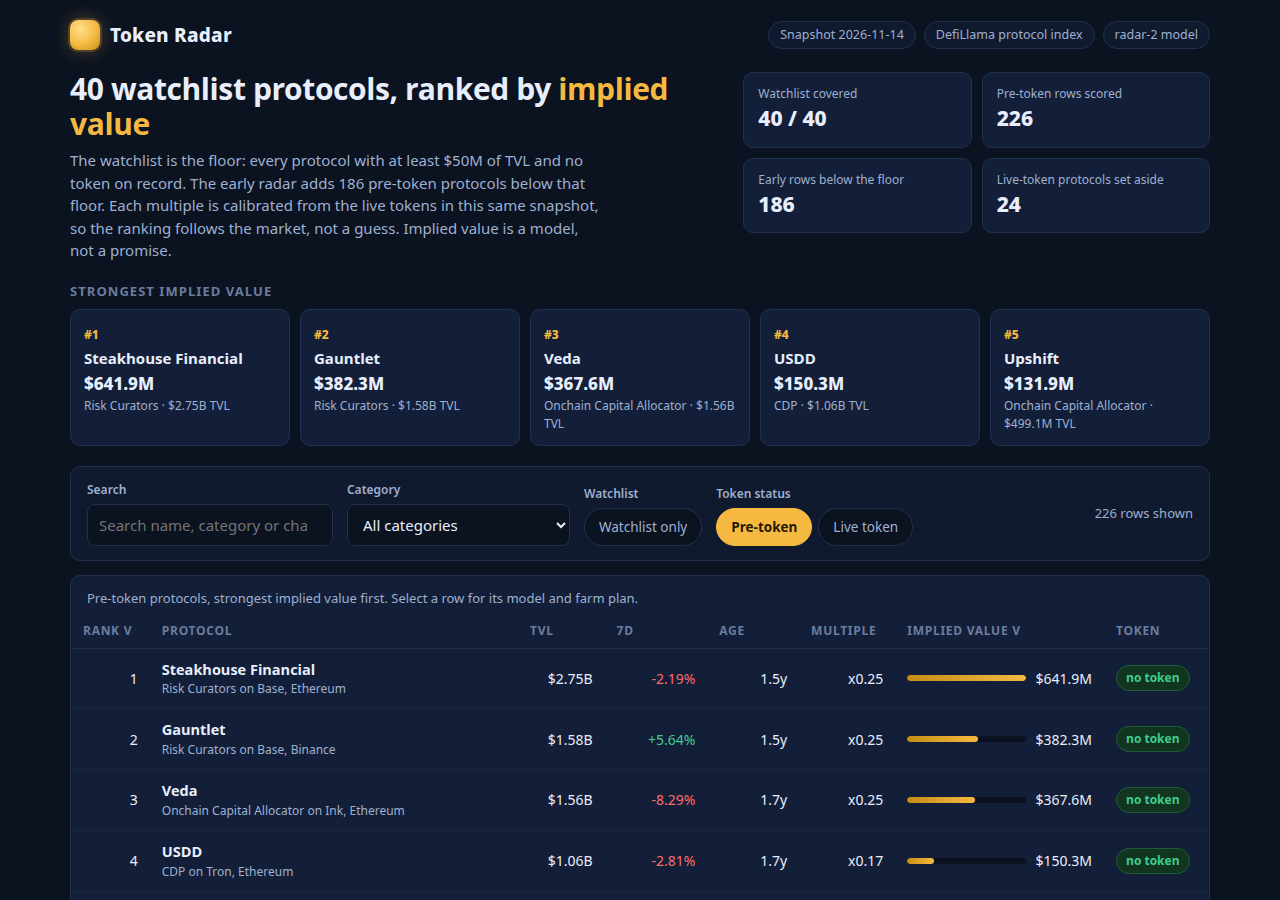 Token Radar
Snapshot 2026-11-14
DefiLlama protocol index
radar-2 model
40 watchlist protocols, ranked by implied
value
The watchlist is the floor: every protocol with at least $50M of TVL and no
token on record. The early radar adds 186 pre-token protocols below that
floor. Each multiple is calibrated from the live tokens in this same snapshot,
so the ranking follows the market, not a guess. Implied value is a model,
not a promise.
Watchlist covered
40 / 40
Pre-token rows scored
226
Early rows below the floor
186
Live-token protocols set aside
24
STRONGEST IMPLIED VALUE
#1
Steakhouse Financial
$641.9M
Risk Curators · $2.75B TVL
#2
Gauntlet
$382.3M
Risk Curators · $1.58B TVL
#3
Veda
$367.6M
Onchain Capital Allocator · $1.56B
TVL
#4
USDD
$150.3M
CDP · $1.06B TVL
#5
Upshift
$131.9M
Onchain Capital Allocator ·
$499.1M TVL
Search
Search name, category or cha
Category
All categories
Watchlist
Watchlist only
Token status
Pre-token
Live token
226 rows shown
Pre-token protocols, strongest implied value first. Select a row for its model and farm plan.
RANK V PROTOCOL TVL 7D AGE MULTIPLE IMPLIED VALUE V TOKEN
1 Steakhouse Financial $2.75B -2.19% 1.5y x0.25 $641.9M no token
Risk Curators on Base, Ethereum
2 Gauntlet $1.58B +5.64% 1.5y x0.25 $382.3M no token
Risk Curators on Base, Binance
3 Veda $1.56B -8.29% 1.7y x0.25 $367.6M no token
Onchain Capital Allocator on Ink, Ethereum
4 USDD $1.06B -2.81% 1.7y x0.17 $150.3M no token
CDP on Tron, Ethereum